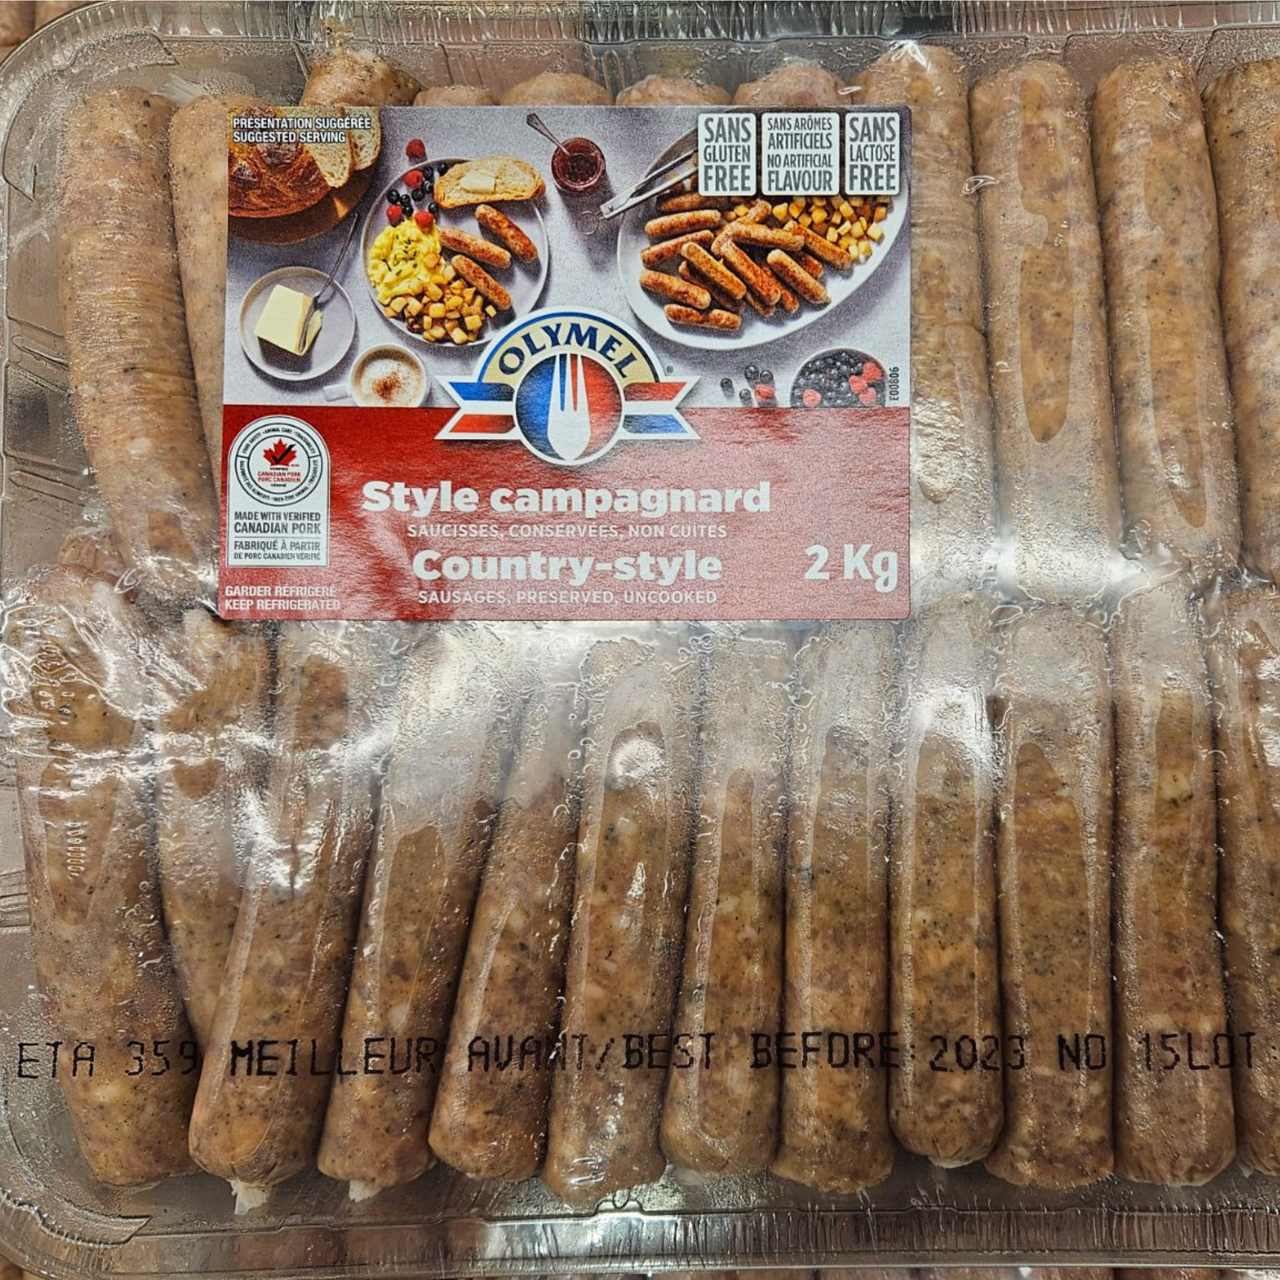 PRÉSENTATION SUGGÉRÉE
SUGGESTED SERVING
SANS
GLUTEN
FREE
SANS ARÔMES
ARTIFICIELS
NO ARTIFICIAL
FLAVOUR
SANS
LACTOSE
FREE
OLYMEL
®
E00806
VERIFIED
CANADIAN PORK
PORC CANADIEN
VÉRIFIÉ
MADE WITH VERIFIED
CANADIAN PORK
FABRIQUÉ À PARTIR
DE PORC CANADIEN VÉRIFIÉ
Style campagnard
SAUCISSES, CONSERVÉES, NON CUITES
Country-style
SAUSAGES, PRESERVED, UNCOOKED
2 Kg
GARDER RÉFRIGÉRÉ
KEEP REFRIGERATED
ETA 359 MEILLEUR AVANT/BEST BEFORE 2023 NO 15LOT